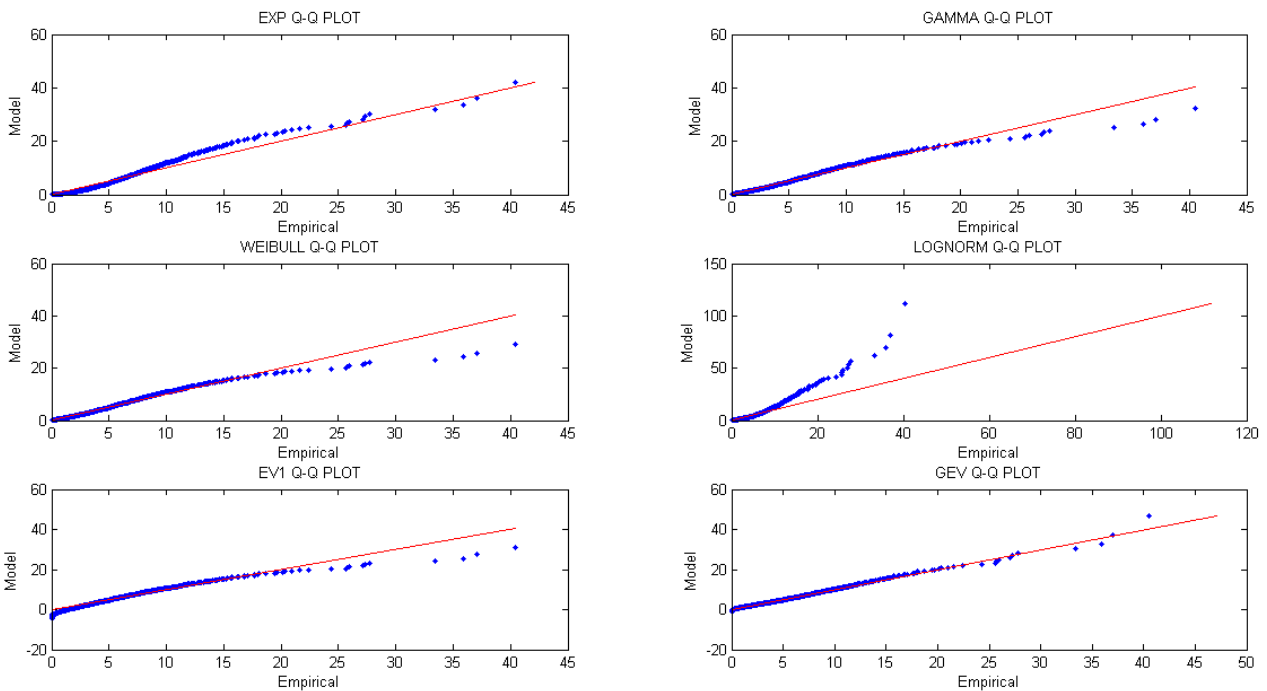 EXP Q-Q PLOT
60
40
20
0
Model
0 5 10 15 20 25 30 35 40 45
Empirical
GAMMA Q-Q PLOT
60
40
20
0
Model
0 5 10 15 20 25 30 35 40 45
Empirical
WEIBULL Q-Q PLOT
60
40
20
0
Model
0 5 10 15 20 25 30 35 40 45
Empirical
LOGNORM Q-Q PLOT
150
100
50
0
Model
0 20 40 60 80 100 120
Empirical
EV1 Q-Q PLOT
60
40
20
0
-20
Model
0 5 10 15 20 25 30 35 40 45
Empirical
GEV Q-Q PLOT
60
40
20
0
-20
Model
0 5 10 15 20 25 30 35 40 45 50
Empirical